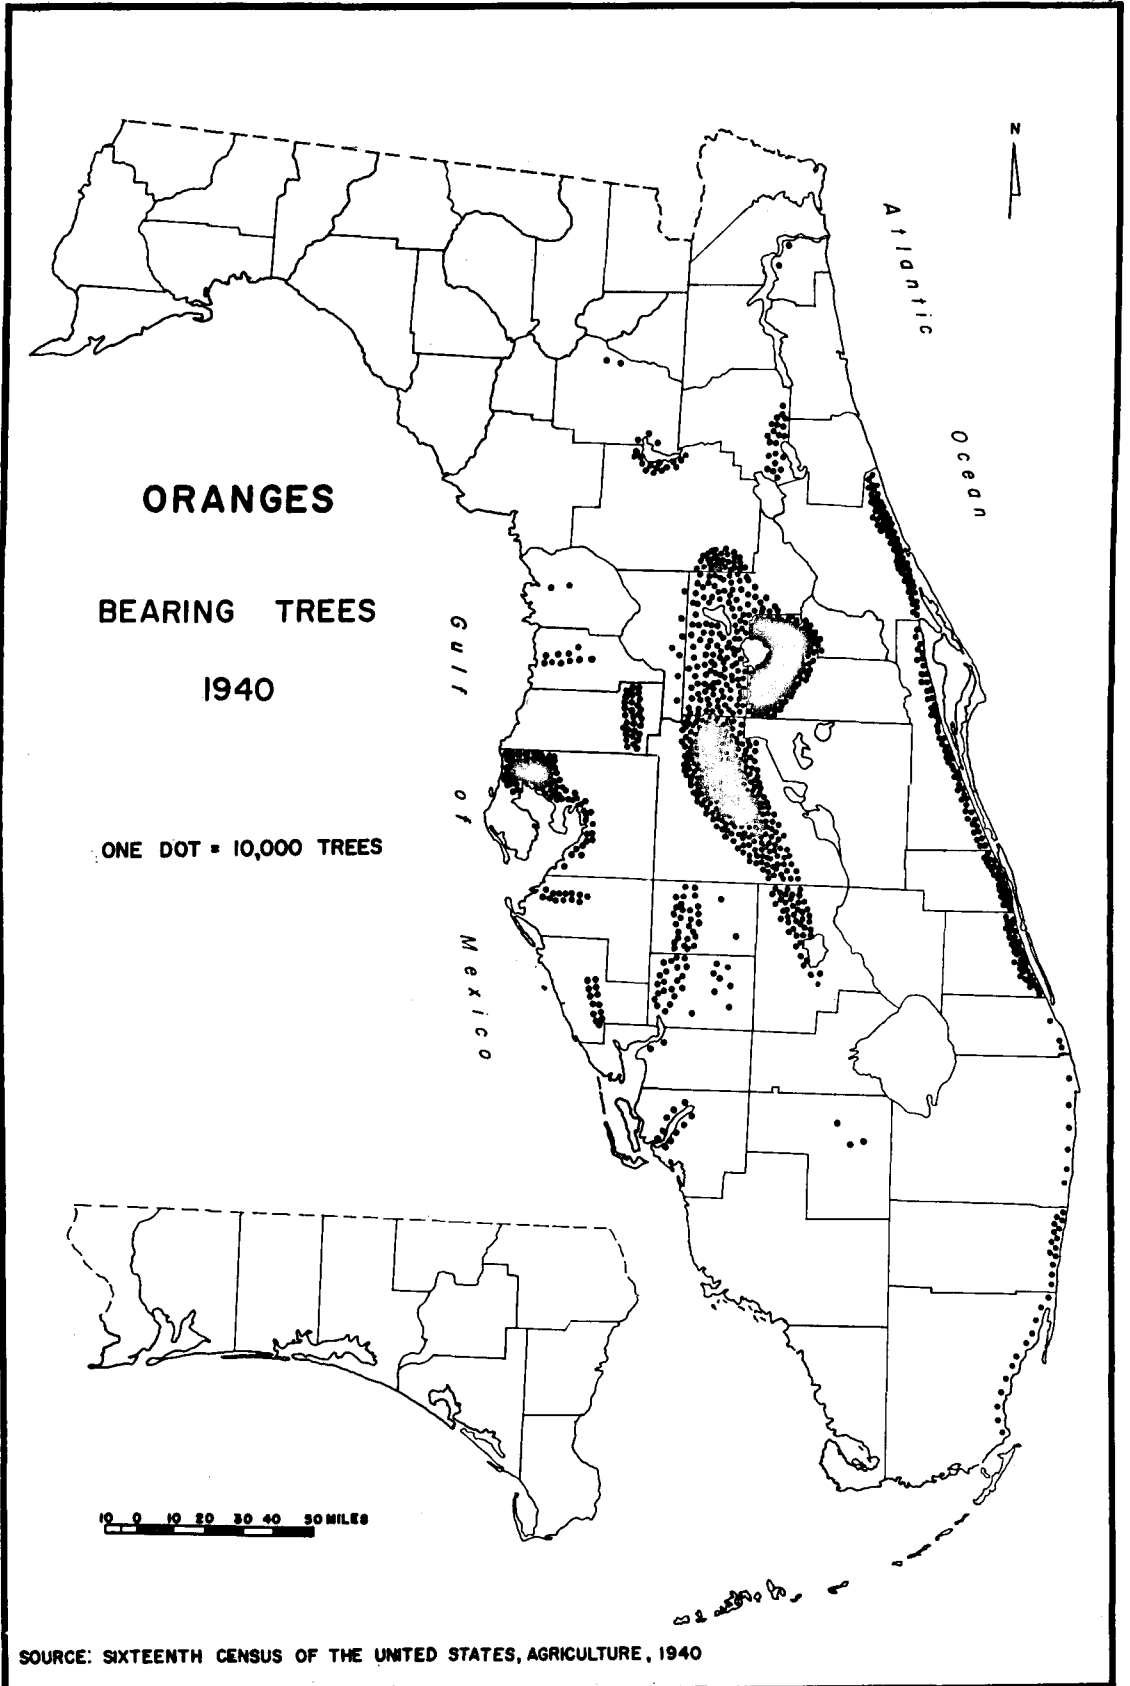 N
Atlantic
Ocean
ORANGES
BEARING TREES
1940
ONE DOT = 10,000 TREES
Gulf of Mexico
10 0 10 20 30 40 50 MILES
SOURCE: SIXTEENTH CENSUS OF THE UNITED STATES, AGRICULTURE, 1940